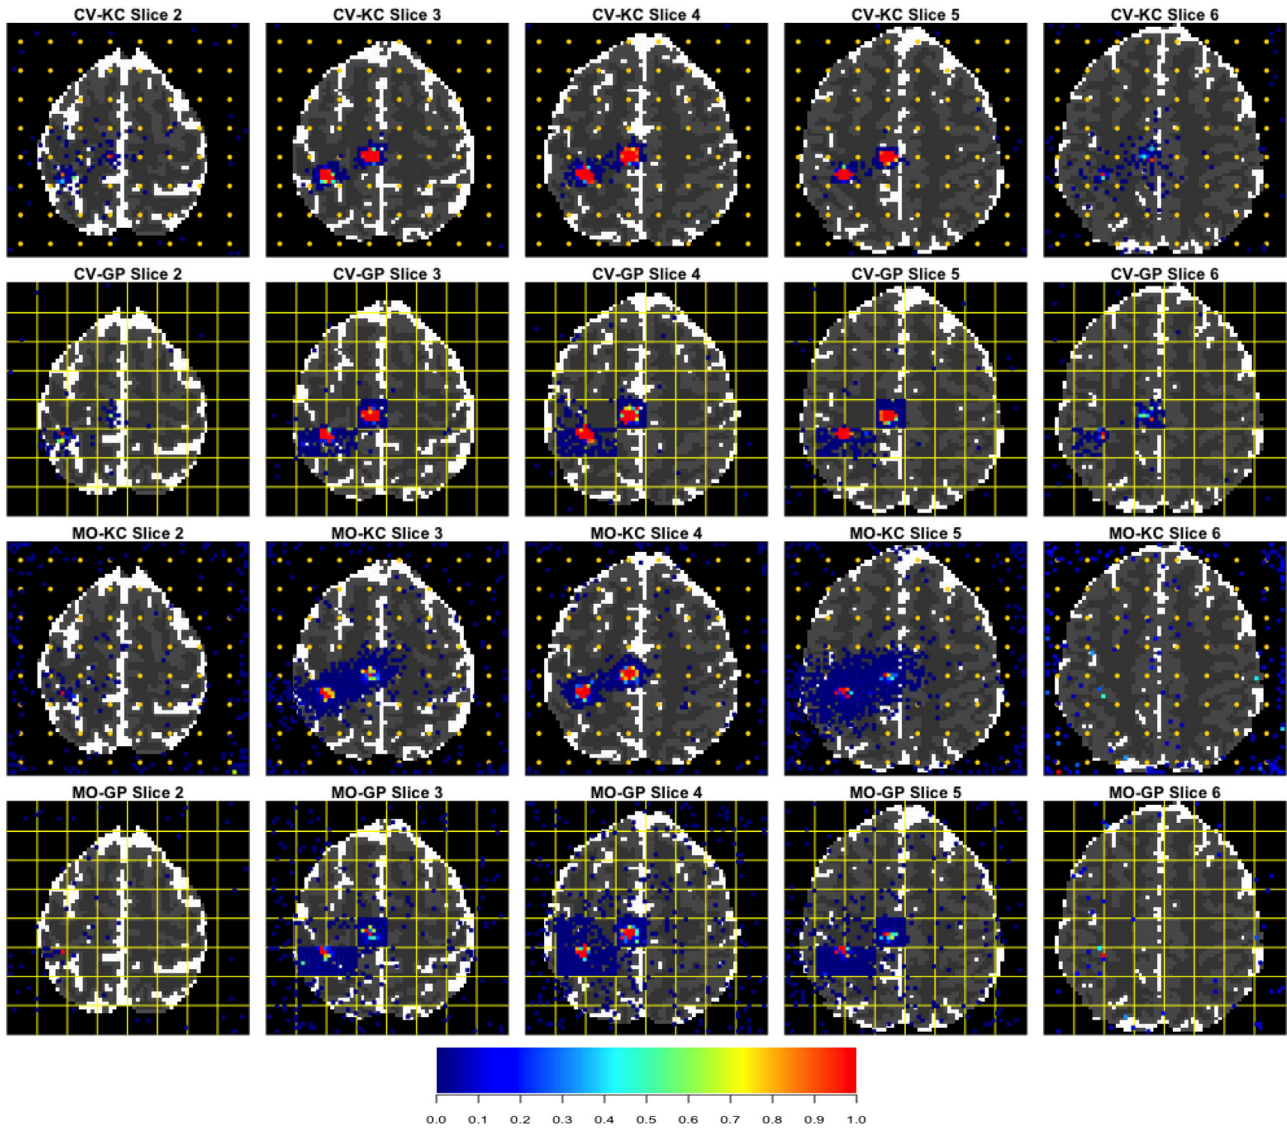 CV-KC Slice 2 CV-KC Slice 3 CV-KC Slice 4 CV-KC Slice 5 CV-KC Slice 6
CV-GP Slice 2 CV-GP Slice 3 CV-GP Slice 4 CV-GP Slice 5 CV-GP Slice 6
MO-KC Slice 2 MO-KC Slice 3 MO-KC Slice 4 MO-KC Slice 5 MO-KC Slice 6
MO-GP Slice 2 MO-GP Slice 3 MO-GP Slice 4 MO-GP Slice 5 MO-GP Slice 6
0.0 0.1 0.2 0.3 0.4 0.5 0.6 0.7 0.8 0.9 1.0